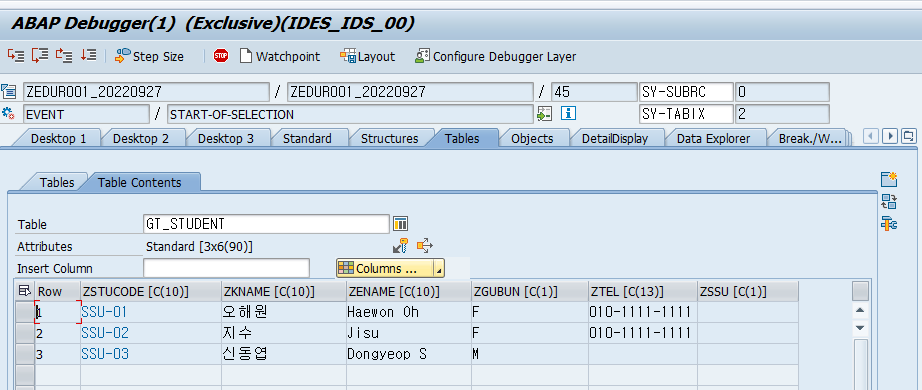 ABAP Debugger(1)  (Exclusive)(IDES_IDS_00)
Step Size Watchpoint Layout Configure Debugger Layer
ZEDUR001_20220927 / ZEDUR001_20220927 / 45 SY-SUBRC 0
EVENT / START-OF-SELECTION SY-TABIX 2
Desktop 1 Desktop 2 Desktop 3 Standard Structures Tables Objects DetailDisplay Data Explorer Break./W...
Tables Table Contents
Table GT_STUDENT
Attributes Standard [3x6(90)]
Insert Column Columns ...
Row ZSTUCODE [C(10)] ZKNAME [C(10)] ZENAME [C(10)] ZGUBUN [C(1)] ZTEL [C(13)] ZSSU [C(1)]
1 SSU-01 오해원 Haewon Oh F 010-1111-1111
2 SSU-02 지수 Jisu F 010-1111-1111
3 SSU-03 신동엽 Dongyeop S M